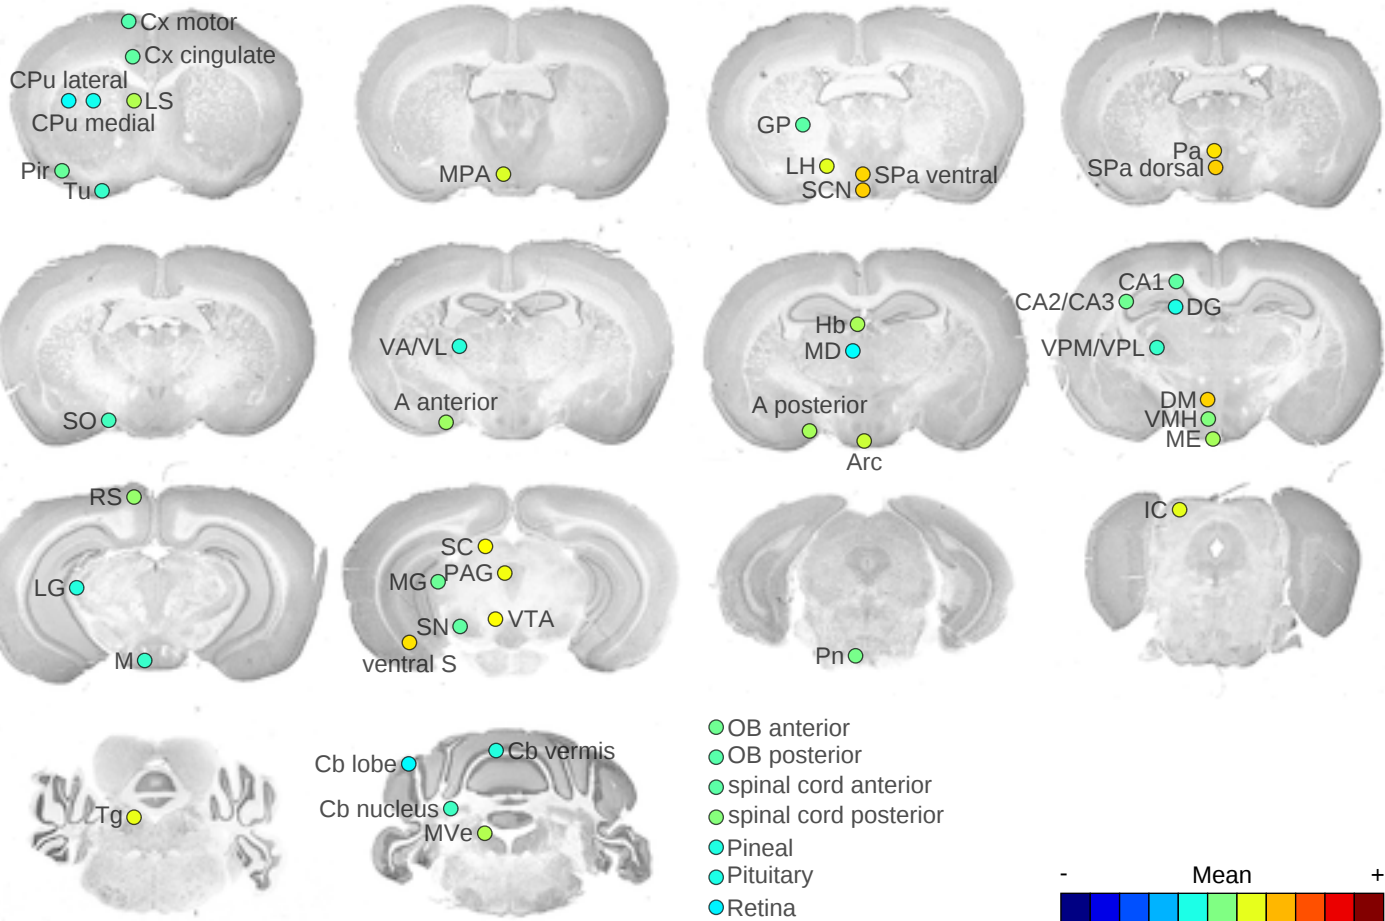 Cx motor
Cx cingulate
CPu lateral
LS
CPu medial
Pir
Tu
MPA
GP
LH
SPa ventral
SCN
Pa
SPa dorsal
SO
VA/VL
A anterior
Hb
MD
A posterior
Arc
CA1
CA2/CA3
DG
VPM/VPL
DM
VMH
ME
RS
LG
M
SC
MG
PAG
SN
VTA
ventral S
Pn
IC
Tg
Cb lobe
Cb vermis
Cb nucleus
MVe
OB anterior
OB posterior
spinal cord anterior
spinal cord posterior
Pineal
Pituitary
Retina
- Mean +